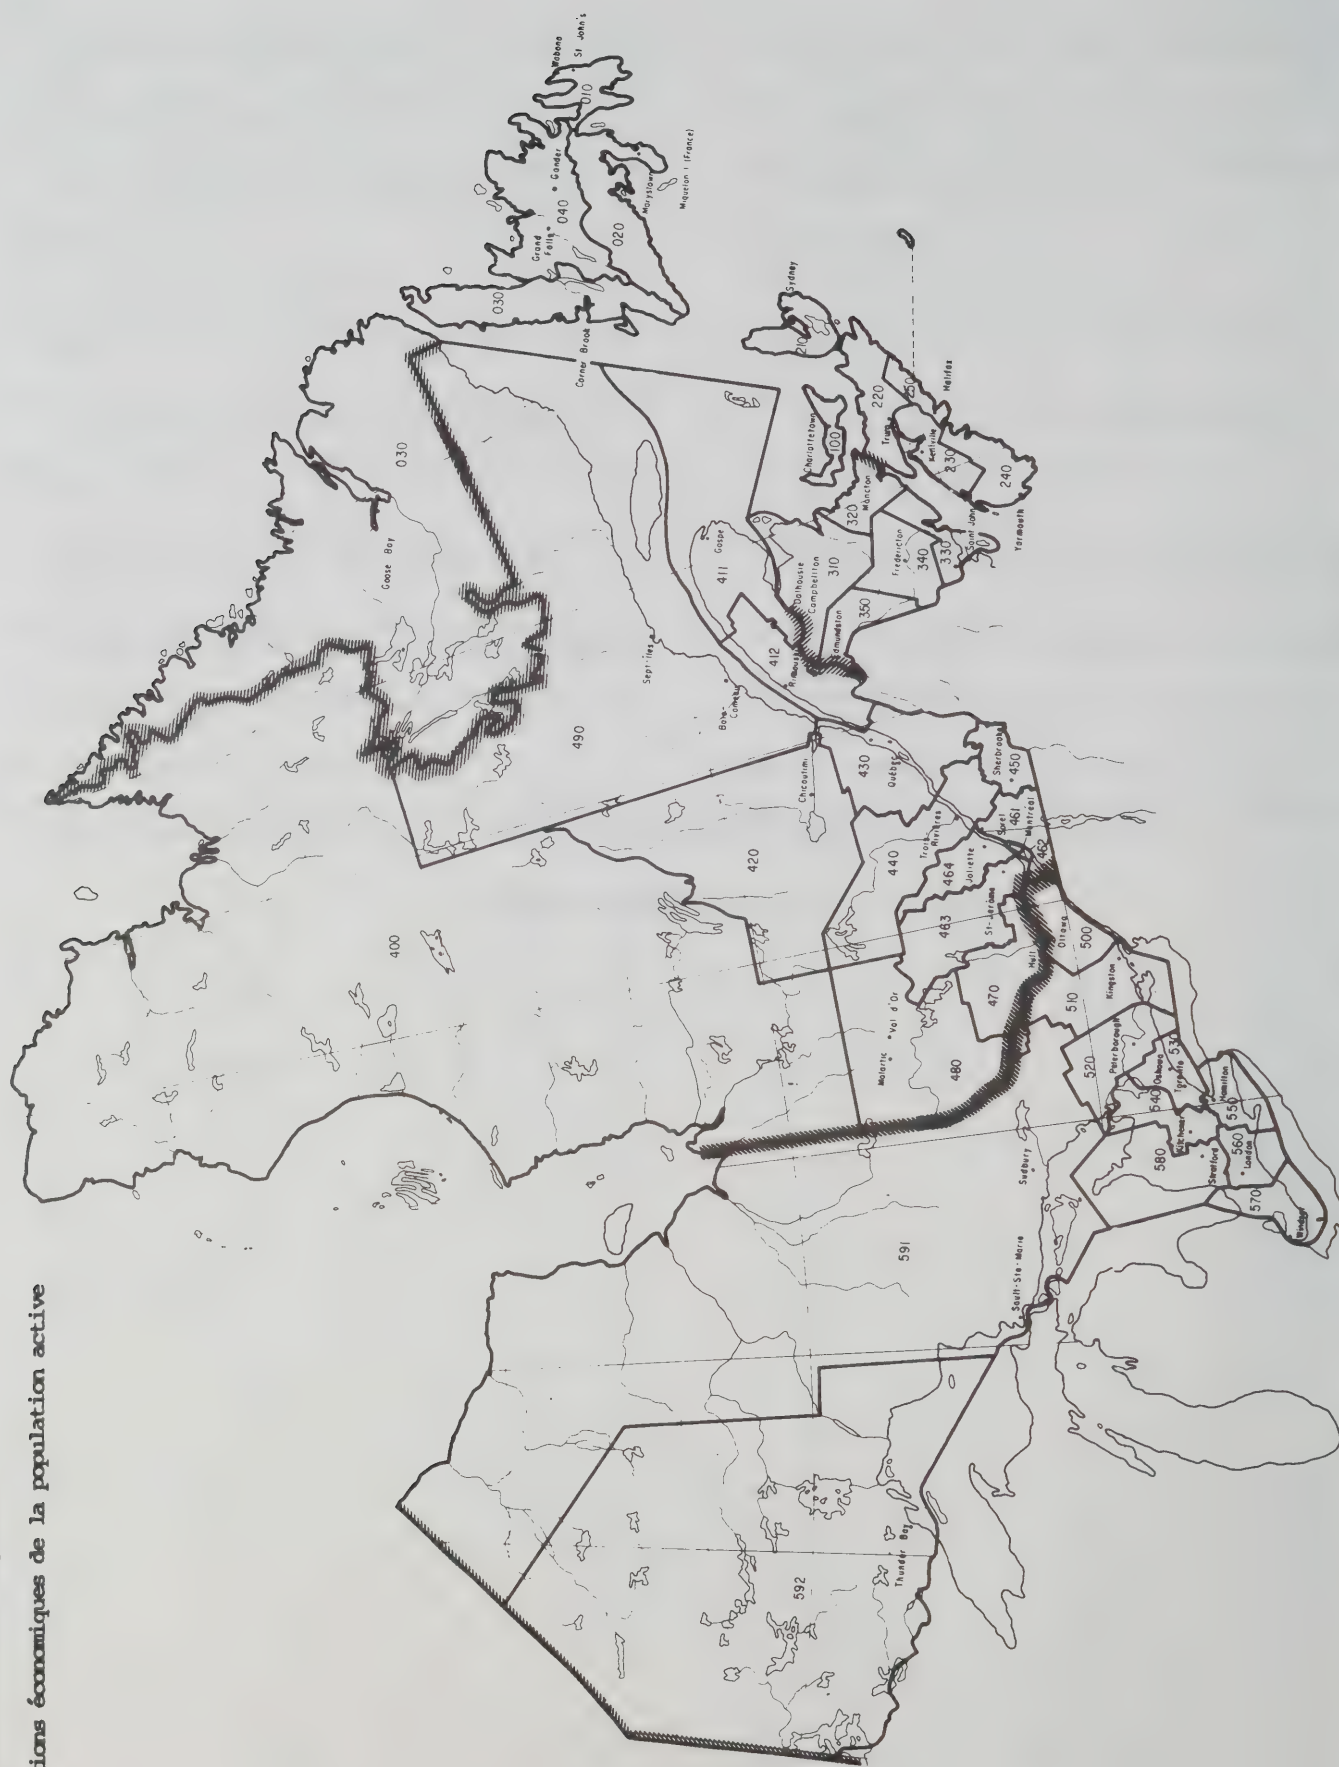 ions économiques de la population active
Wabana
St John's
010
Gander
040
Grand
Falls
020
Marystown
Miquelon I (France)
030
Corner Brook
030
Goose Bay
Sydney
210
220
250
Halifax
Truro
Kentville
230
240
Yarmouth
Charlottetown
100
Moncton
320
Saint John
330
Fredericton
340
310
Dalhousie
Campbellton
350
Edmundston
Gaspe
411
412
Rimouski
Sept-Iles
Baie-
Comeau
490
400
Chicoutimi
420
430
Québec
Sherbrooke
450
Sorel
461
Montréal
462
Trois
Rivières
440
Joliette
464
St-Jérôme
463
Hull
470
Val d'Or
Malartic
480
Ottawa
500
Kingston
510
Peterborough
520
530
Oshawa
Toronto
540
Hamilton
550
Kitchener
560
London
Stratford
580
570
Windsor
Sudbury
591
Sault-Ste-Marie
Thunder Bay
592